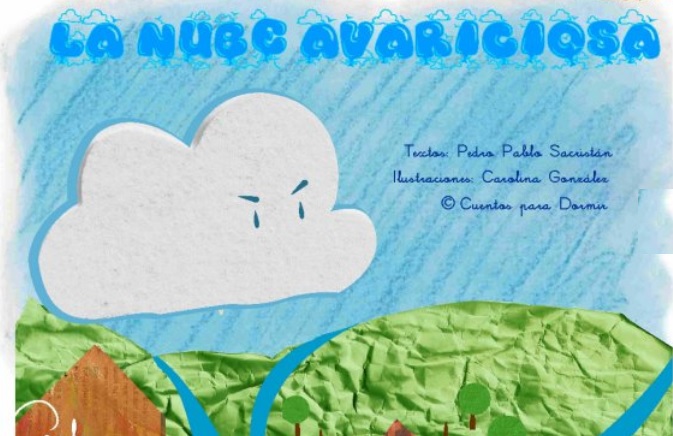 LA NUBE AVARICIOSA
Textos: Pedro Pablo Sacristán
Ilustraciones: Carolina González
© Cuentos para Dormir